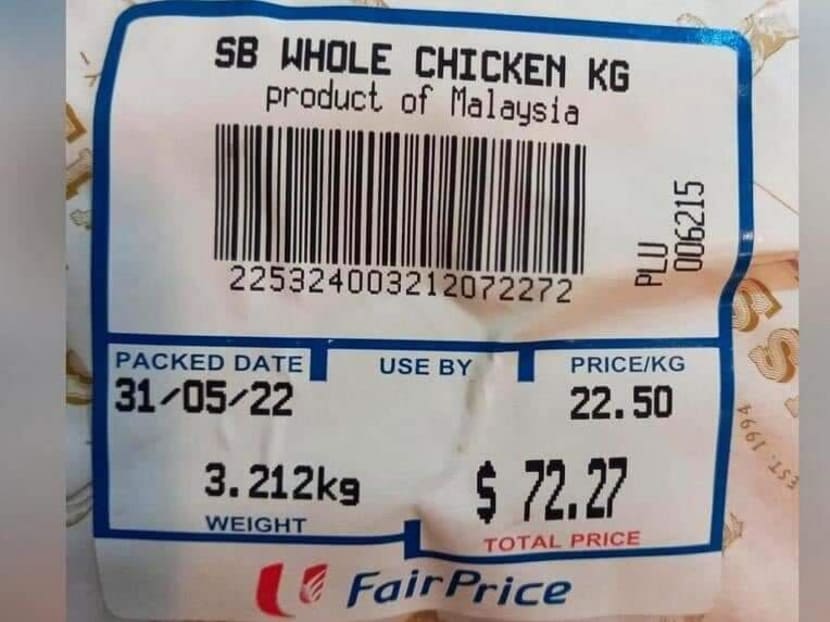 SB WHOLE CHICKEN KG
product of Malaysia
225324003212072272
PLU
006215
PACKED DATE
31/05/22
USE BY
PRICE/KG
22.50
3.212kg
WEIGHT
$ 72.27
TOTAL PRICE
FairPrice
EST. 1994